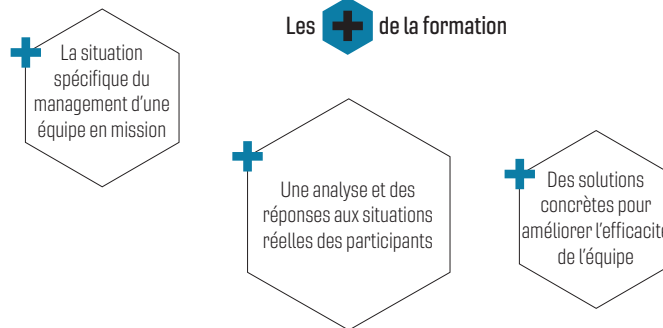 Les + de la formation
La situation
spécifique du
management d'une
équipe en mission
Une analyse et des
réponses aux situations
réelles des participants
Des solutions
concrètes pour
améliorer l'efficacité
de l'équipe